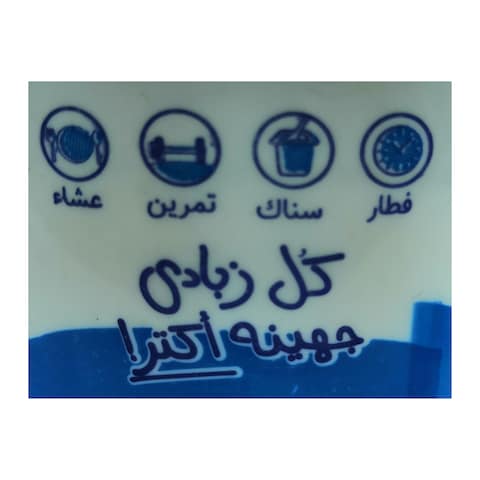 فطار سناك تمرين عشاء
كُل زبادى
جهينه أكتر!